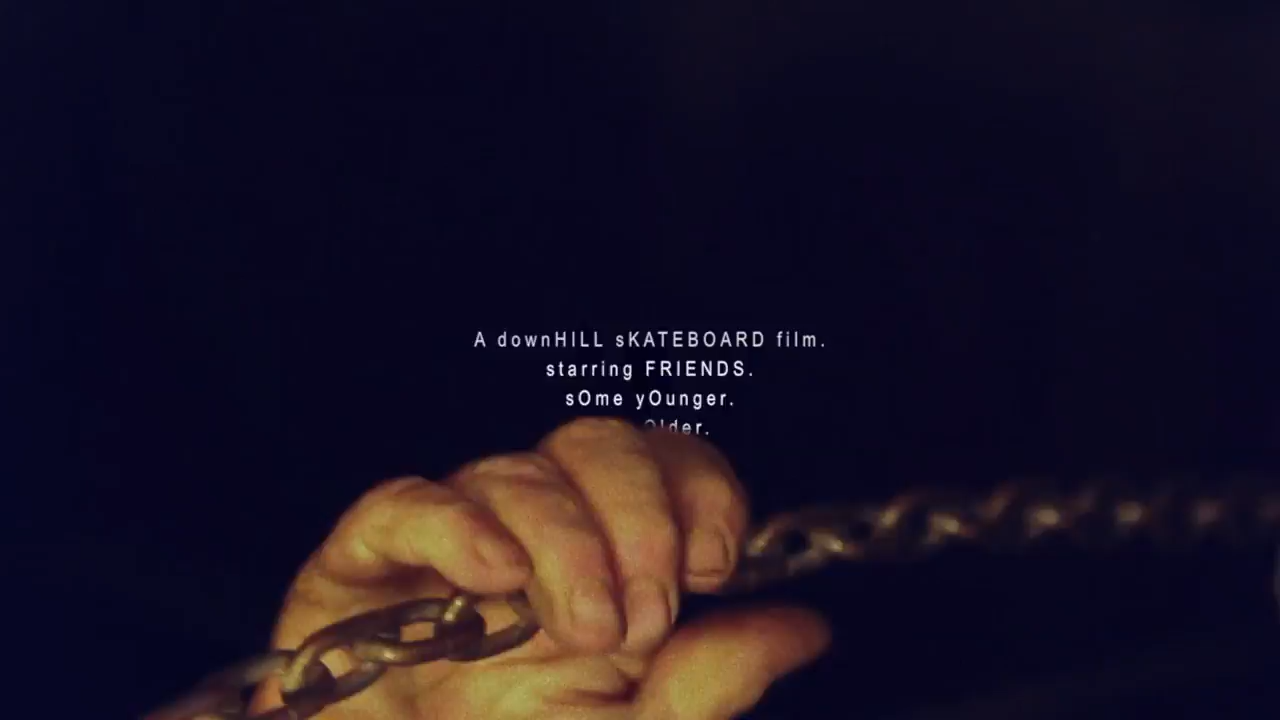 A downHILL sKATEBOARD film.
starring FRIENDS.
sOme yOunger.
Older.